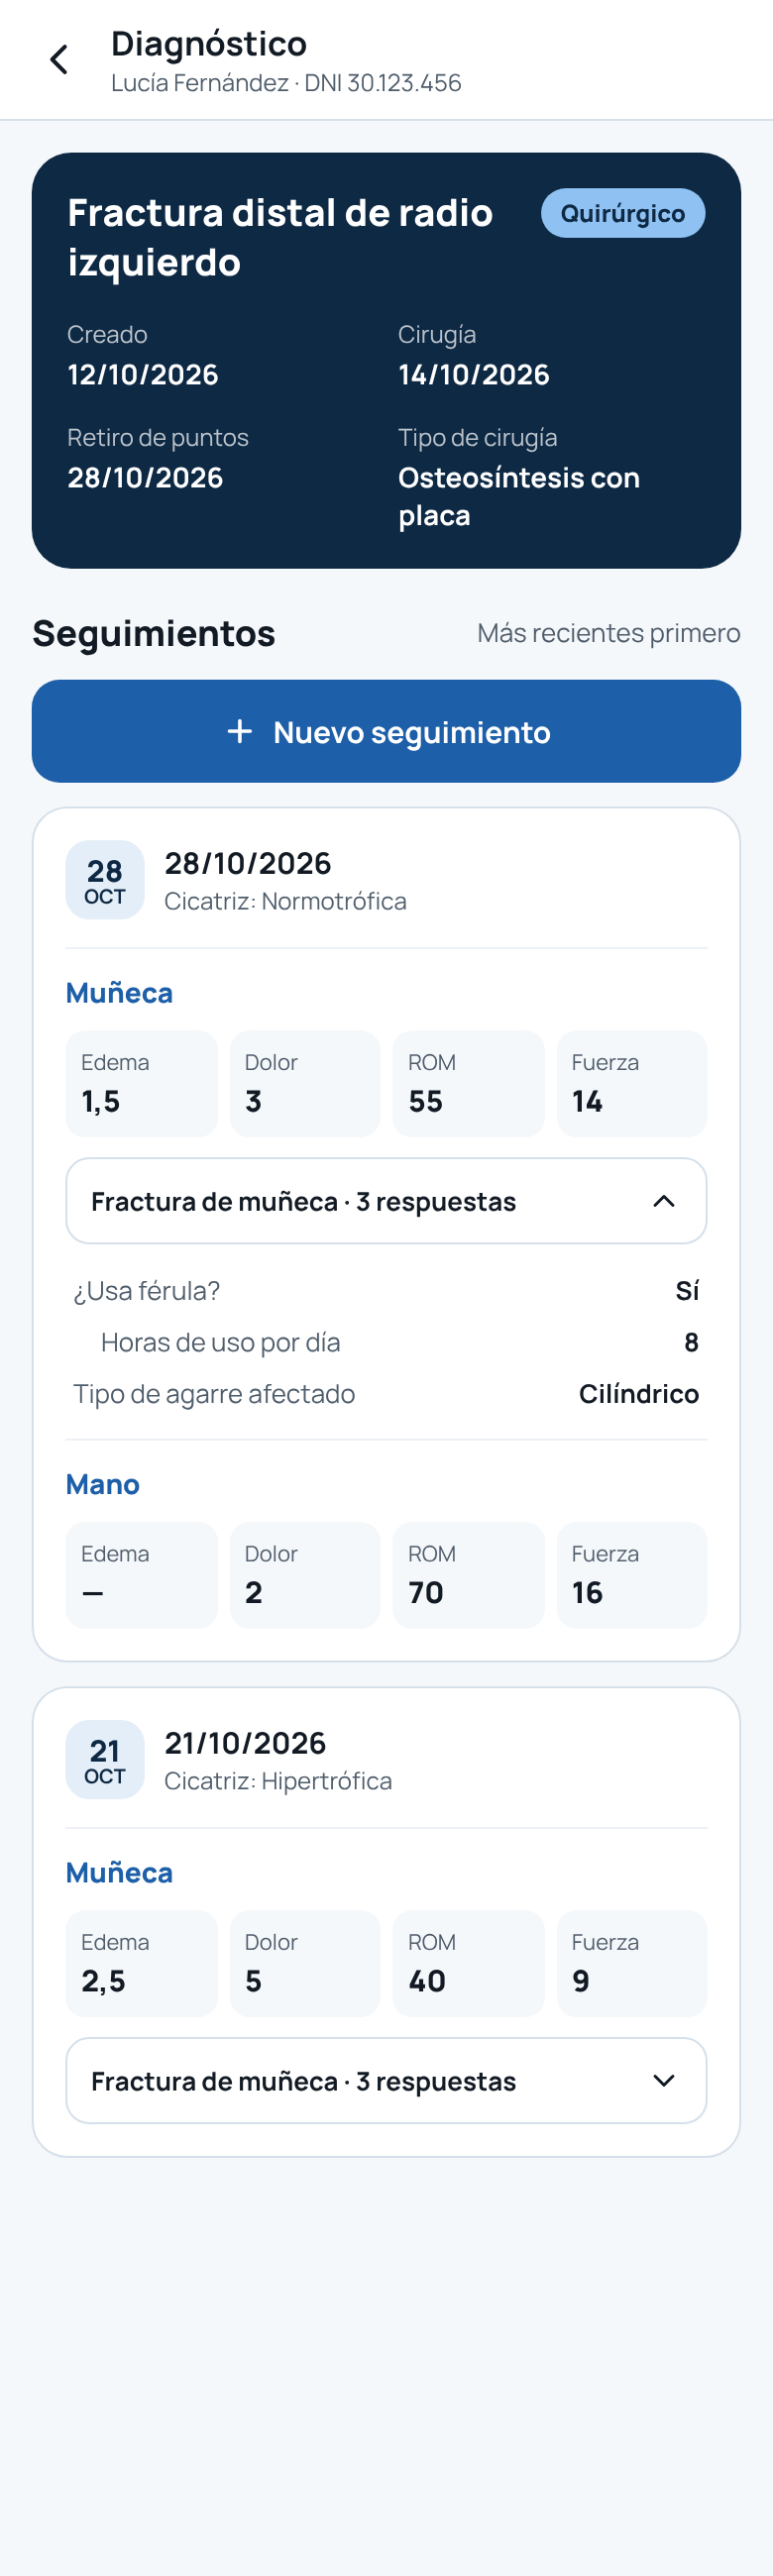 Diagnóstico
Lucía Fernández · DNI 30.123.456
Fractura distal de radio
izquierdo
Quirúrgico
Creado
12/10/2026
Cirugía
14/10/2026
Retiro de puntos
28/10/2026
Tipo de cirugía
Osteosíntesis con
placa
Seguimientos
Más recientes primero
+ Nuevo seguimiento
28
OCT
28/10/2026
Cicatriz: Normotrófica
Muñeca
Edema
1,5
Dolor
3
ROM
55
Fuerza
14
Fractura de muñeca · 3 respuestas
¿Usa férula?
Sí
Horas de uso por día
8
Tipo de agarre afectado
Cilíndrico
Mano
Edema
—
Dolor
2
ROM
70
Fuerza
16
21
OCT
21/10/2026
Cicatriz: Hipertrófica
Muñeca
Edema
2,5
Dolor
5
ROM
40
Fuerza
9
Fractura de muñeca · 3 respuestas